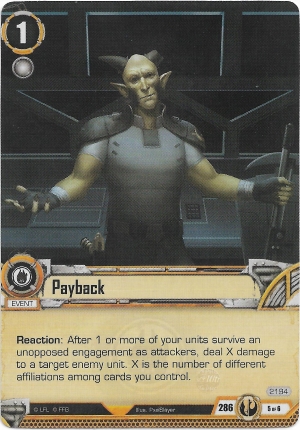 1
Payback
EVENT
Reaction: After 1 or more of your units survive an
unopposed engagement as attackers, deal X damage
to a target enemy unit. X is the number of different
affiliations among cards you control.
2194
© LFL © FFG
Illus. PixelSlayer
286
5 of 6